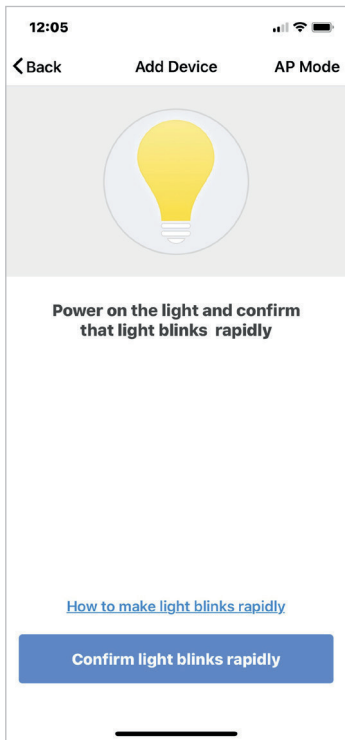 12:05
Back Add Device AP Mode
Power on the light and confirm
that light blinks rapidly
How to make light blinks rapidly
Confirm light blinks rapidly